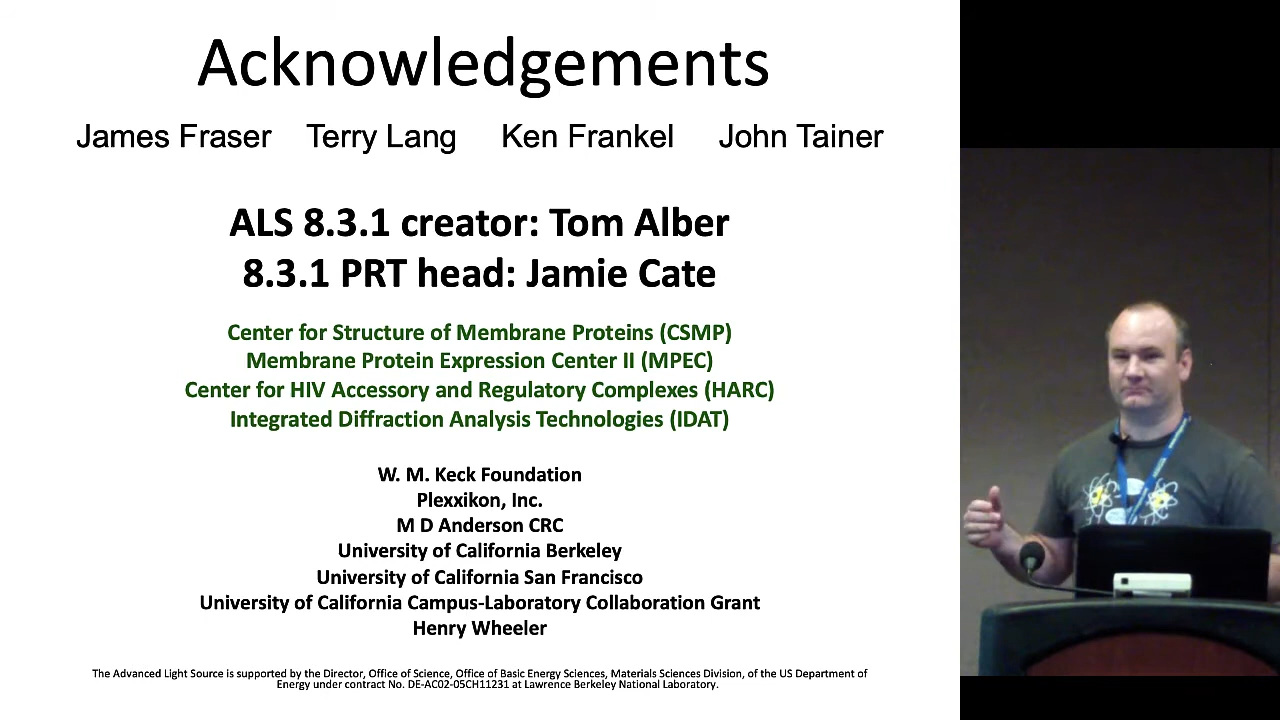 Acknowledgements
James Fraser Terry Lang Ken Frankel John Tainer
ALS 8.3.1 creator: Tom Alber
8.3.1 PRT head: Jamie Cate
Center for Structure of Membrane Proteins (CSMP)
Membrane Protein Expression Center II (MPEC)
Center for HIV Accessory and Regulatory Complexes (HARC)
Integrated Diffraction Analysis Technologies (IDAT)
W. M. Keck Foundation
Plexxikon, Inc.
M D Anderson CRC
University of California Berkeley
University of California San Francisco
University of California Campus-Laboratory Collaboration Grant
Henry Wheeler
The Advanced Light Source is supported by the Director, Office of Science, Office of Basic Energy Sciences, Materials Sciences Division, of the US Department of
Energy under contract No. DE-AC02-05CH11231 at Lawrence Berkeley National Laboratory.